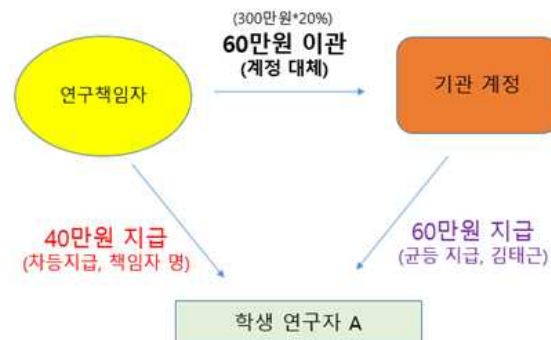 (300만원*20%)
60만원 이관
(계정 대체)
연구책임자
기관 계정
40만원 지급
(차등지급, 책임자 명)
60만원 지급
(균등 지급, 김태근)
학생 연구자 A